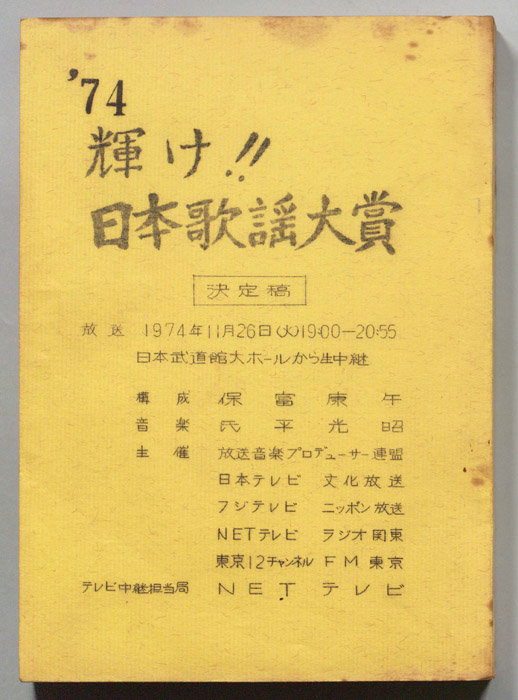 '74
輝け!!
日本歌謡大賞
決定稿
放送 1974年11月26日(火)19:00―20:55
日本武道館大ホールから生中継
構成 保富康午
音楽 氏平光昭
主催 放送音楽プロデューサー連盟
日本テレビ 文化放送
フジテレビ ニッポン放送
NETテレビ ラジオ関東
東京12チャンネル FM東京
テレビ中継担当局 NETテレビ